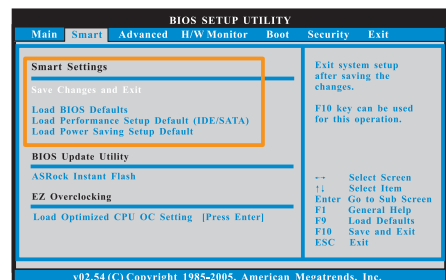 BIOS SETUP UTILITY
Main Smart Advanced H/W Monitor Boot Security Exit
Smart Settings
Save Changes and Exit
Load BIOS Defaults
Load Performance Setup Default (IDE/SATA)
Load Power Saving Setup Default
BIOS Update Utility
ASRock Instant Flash
EZ Overclocking
Load Optimized CPU OC Setting [Press Enter]
Exit system setup
after saving the
changes.
F10 key can be used
for this operation.
←→ Select Screen
↑↓ Select Item
Enter Go to Sub Screen
F1 General Help
F9 Load Defaults
F10 Save and Exit
ESC Exit
v02.54 (C) Copyright 1985-2005, American Megatrends, Inc.